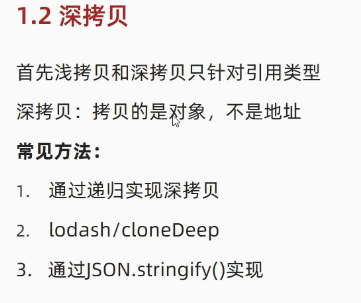 1.2 深拷贝
首先浅拷贝和深拷贝只针对引用类型
深拷贝：拷贝的是对象，不是地址
常见方法：
1. 通过递归实现深拷贝
2. lodash/cloneDeep
3. 通过JSON.stringify()实现